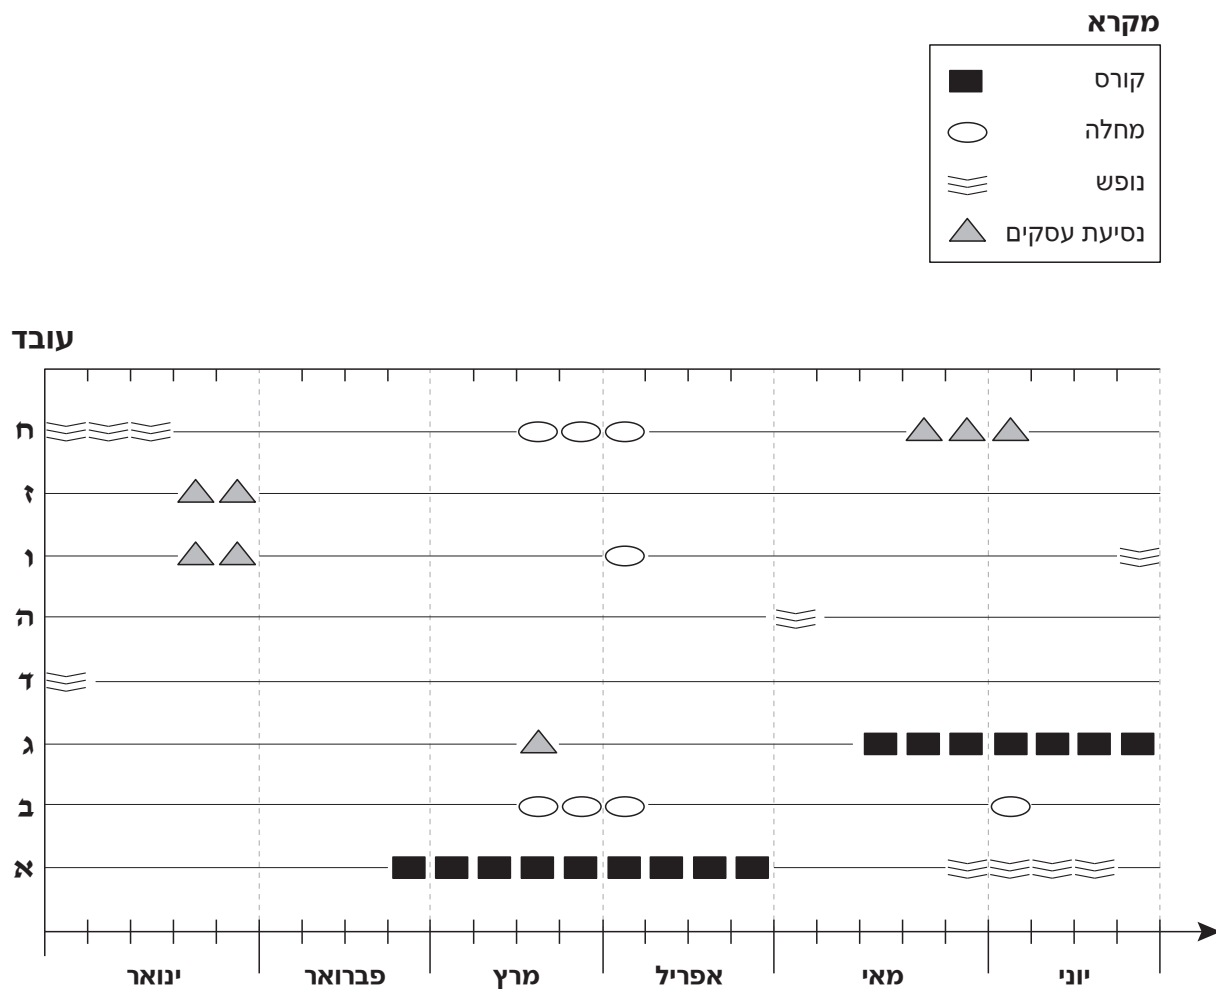 מקרא
קורס
מחלה
נופש
נסיעת עסקים
עובד
ח
ז
ו
ה
ד
ג
ב
א
ינואר פברואר מרץ אפריל מאי יוני